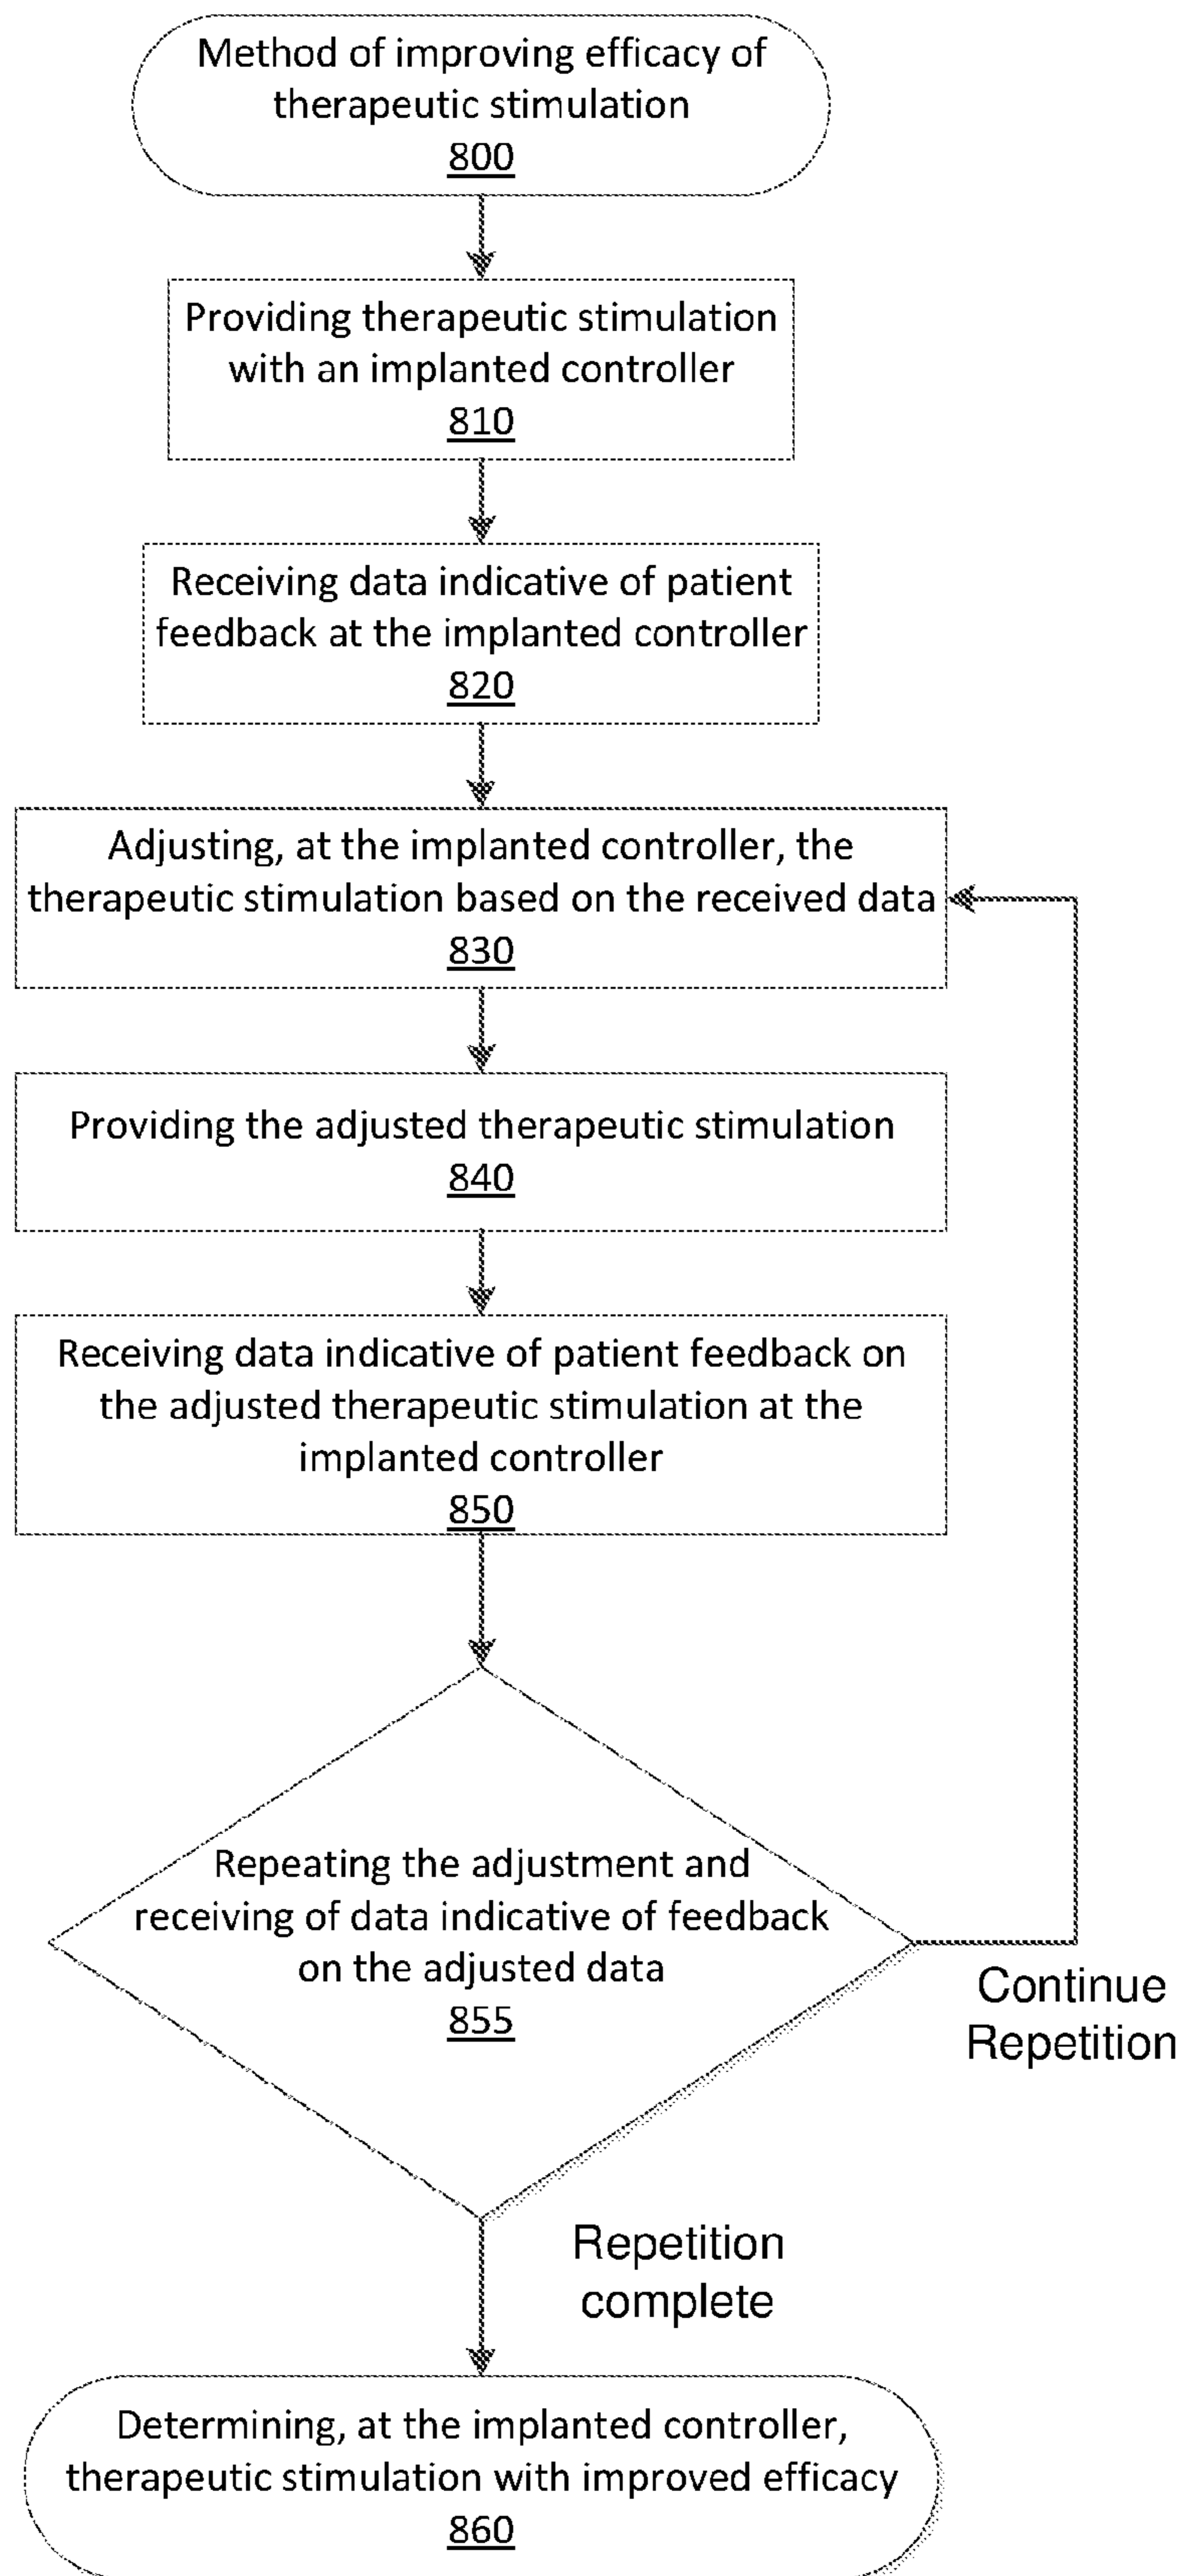 Method of improving efficacy of
therapeutic stimulation
800
Providing therapeutic stimulation
with an implanted controller
810
Receiving data indicative of patient
feedback at the implanted controller
820
Adjusting, at the implanted controller, the
therapeutic stimulation based on the received data
830
Providing the adjusted therapeutic stimulation
840
Receiving data indicative of patient feedback on
the adjusted therapeutic stimulation at the
implanted controller
850
Repeating the adjustment and
receiving of data indicative of feedback
on the adjusted data
855
Continue
Repetition
Repetition
complete
Determining, at the implanted controller,
therapeutic stimulation with improved efficacy
860